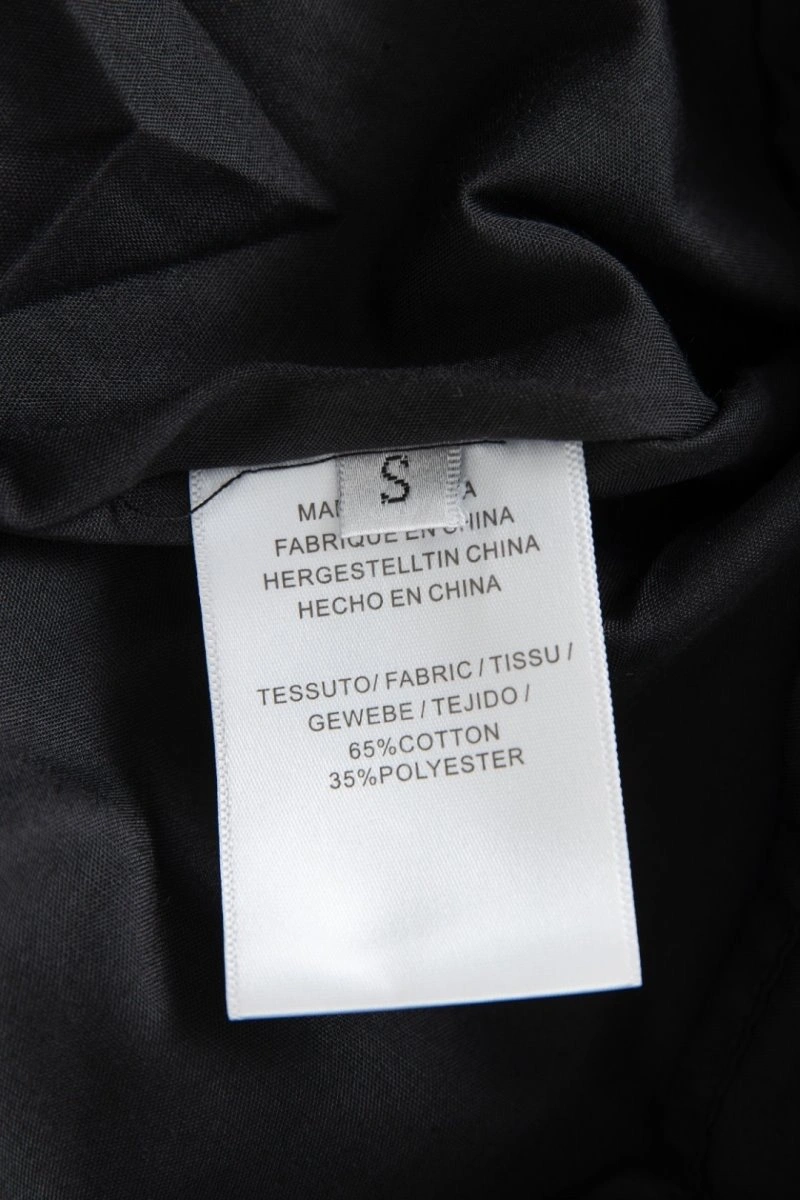 S
FABRIQUE EN CHINA
HERGESTELLTIN CHINA
HECHO EN CHINA
TESSUTO/ FABRIC / TISSU /
GEWEBE / TEJIDO /
65%COTTON
35%POLYESTER